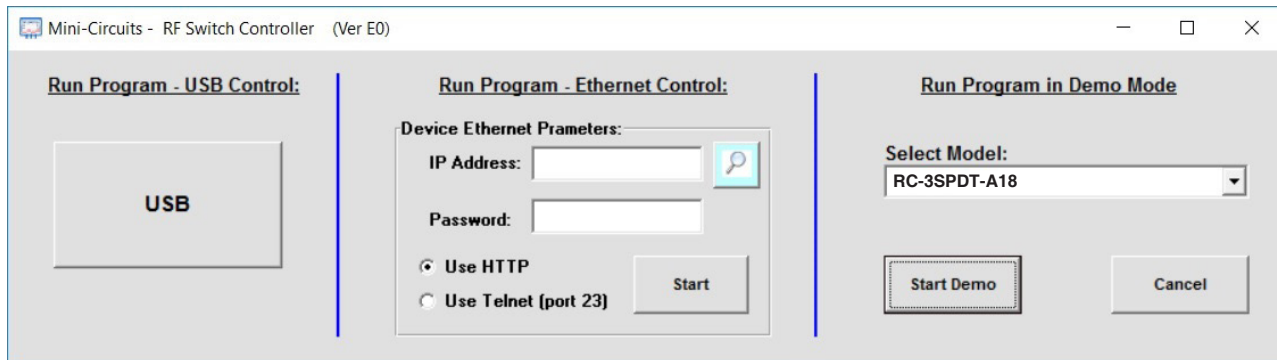 Mini-Circuits - RF Switch Controller (Ver E0)
Run Program - USB Control:
USB
Run Program - Ethernet Control:
Device Ethernet Prameters:
IP Address:
Password:
Use HTTP
Use Telnet (port 23)
Start
Run Program in Demo Mode
Select Model:
RC-3SPDT-A18
Start Demo
Cancel